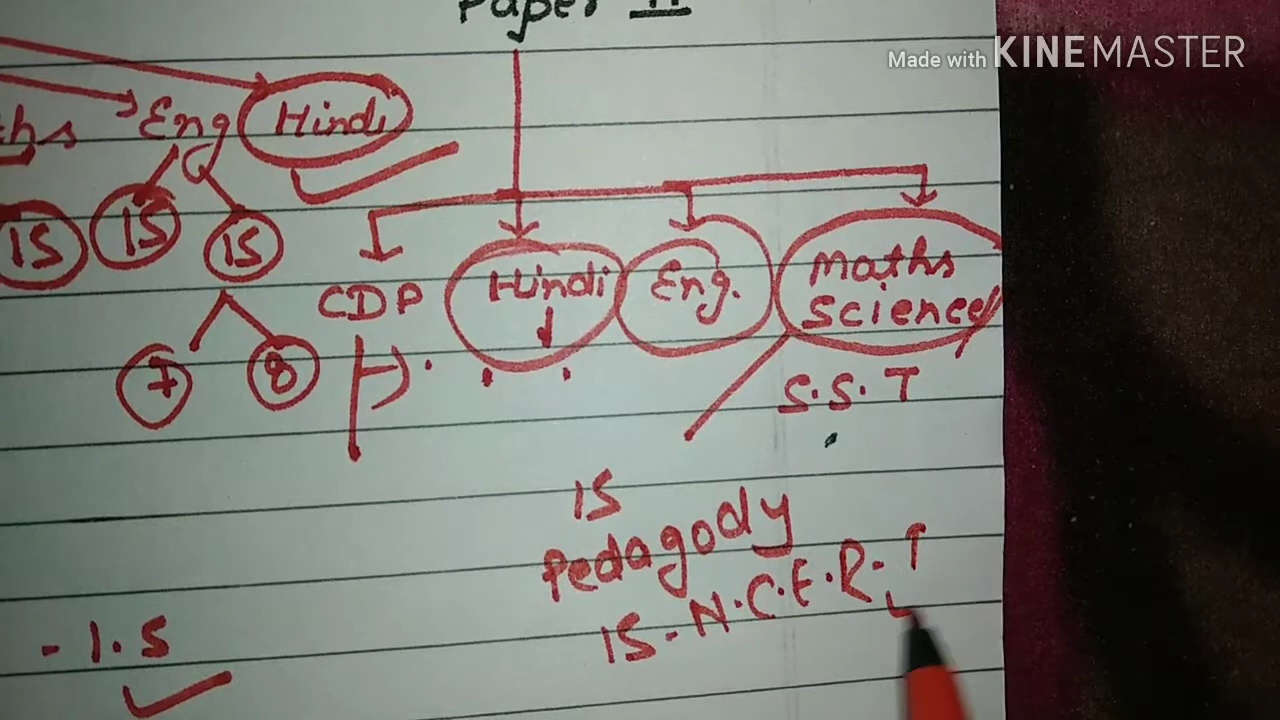 Paper II
Made with KINEMASTER
ths Eng Hindi
15 15 15
CDP Hindi Eng. Maths
Science
7 8
S.S.T
15
Pedagody
15-N.C.E.R.T
- 1.5